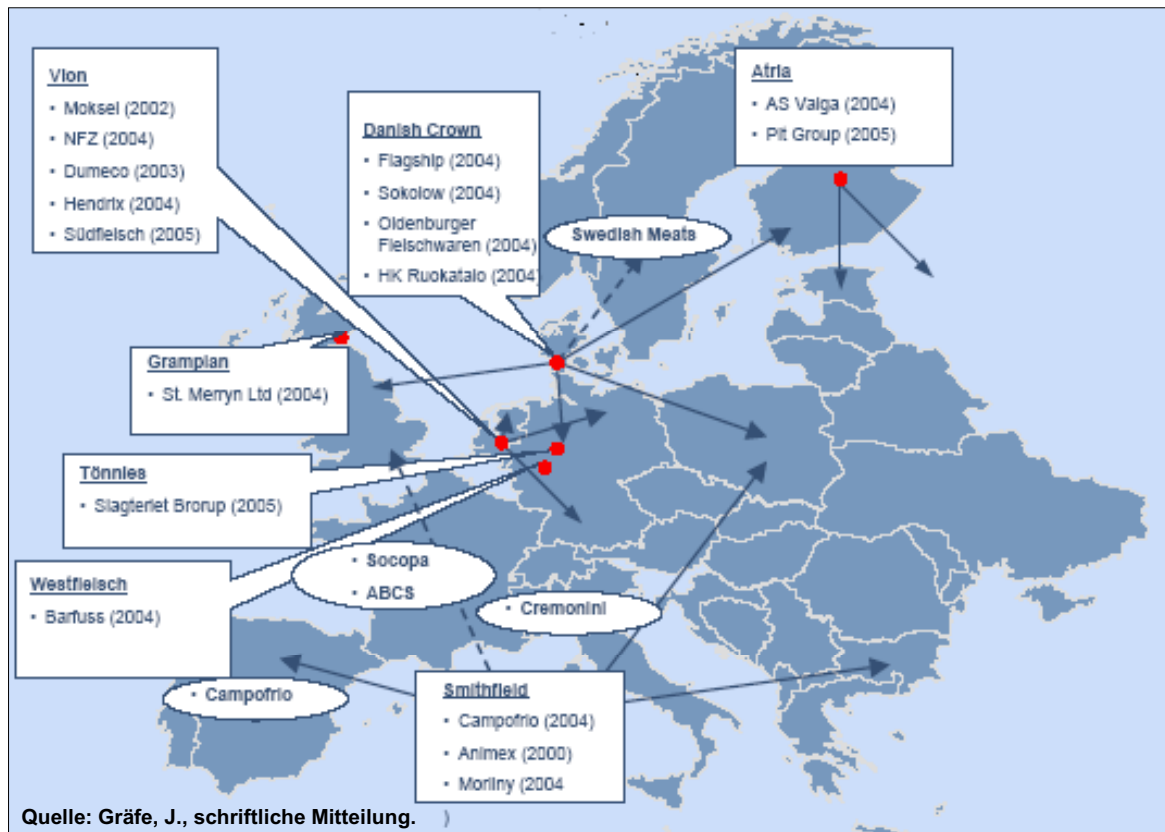 Vion
• Moksel (2002)
• NFZ (2004)
• Dumeco (2003)
• Hendrix (2004)
• Südfleisch (2005)
Danish Crown
• Flagship (2004)
• Sokolow (2004)
• Oldenburger
Fleischwaren (2004)
• HK Ruokatalo (2004)
Atria
• AS Valga (2004)
• Pit Group (2005)
Swedish Meats
Grampian
• St. Merryn Ltd (2004)
Tönnies
• Slagteriet Brorup (2005)
Westfleisch
• Barfuss (2004)
• Socopa
• ABCS
• Cremonini
• Campofrio
Smithfield
• Campofrio (2004)
• Animex (2000)
• Morliny (2004
)
Quelle: Gräfe, J., schriftliche Mitteilung.